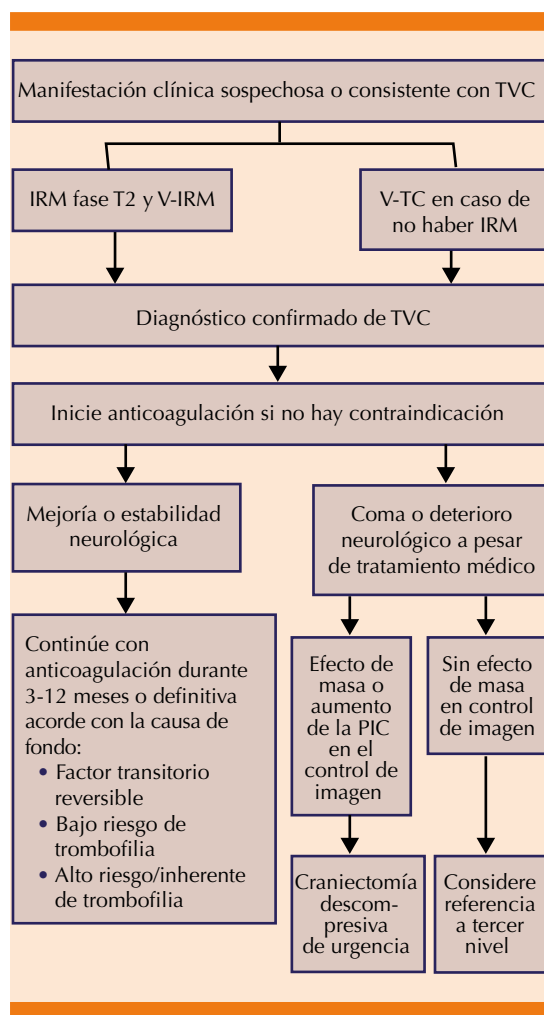 Manifestación clínica sospechosa o consistente con TVC
IRM fase T2 y V-IRM
V-TC en caso de
no haber IRM
Diagnóstico confirmado de TVC
Inicie anticoagulación si no hay contraindicación
Mejoría o estabilidad
neurológica
Coma o deterioro
neurológico a pesar
de tratamiento médico
Continúe con
anticoagulación durante
3-12 meses o definitiva
acorde con la causa de
fondo:
• Factor transitorio
reversible
• Bajo riesgo de
trombofilia
• Alto riesgo/inherente
de trombofilia
Efecto de
masa o
aumento
de la PIC
en el
control de
imagen
Sin efecto
de masa
en control
de imagen
Craniectomía
descom-
presiva
de urgencia
Considere
referencia
a tercer
nivel